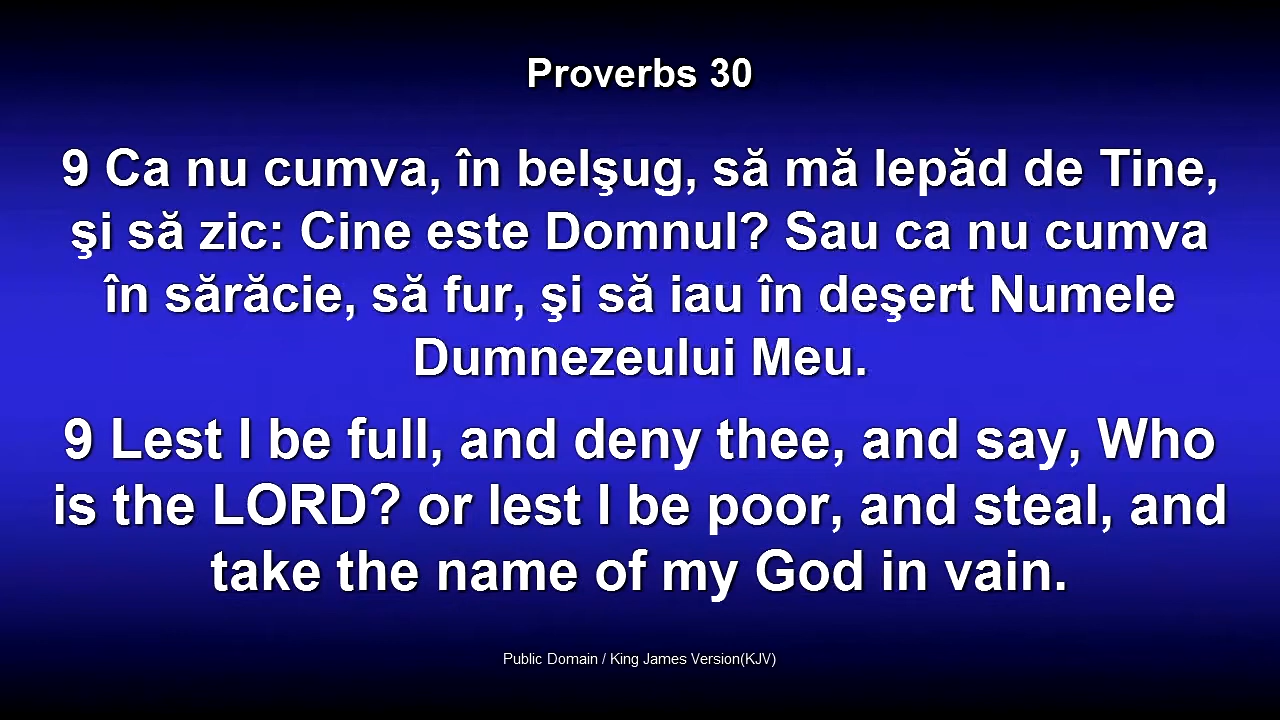 Proverbs 30
9 Ca nu cumva, în belşug, să mă lepăd de Tine,
şi să zic: Cine este Domnul? Sau ca nu cumva
în sărăcie, să fur, şi să iau în deşert Numele
Dumnezeului Meu.
9 Lest I be full, and deny thee, and say, Who
is the LORD? or lest I be poor, and steal, and
take the name of my God in vain.
Public Domain / King James Version(KJV)